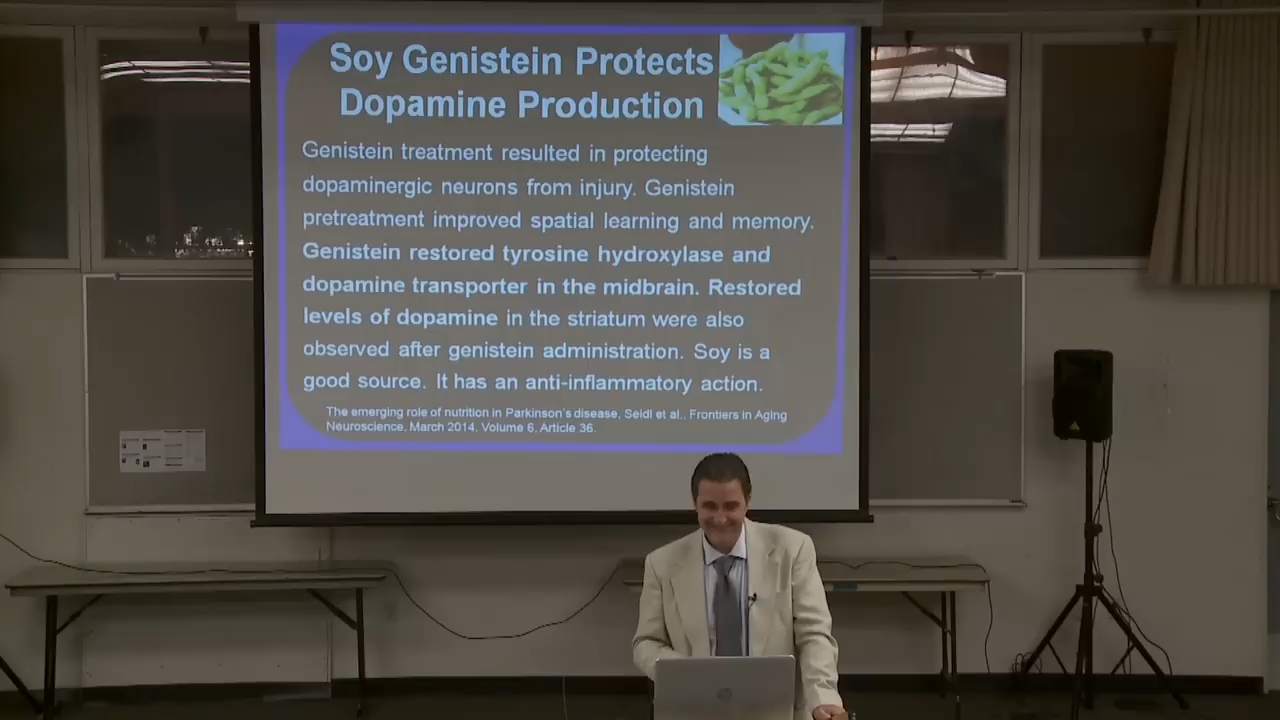 Soy Genistein Protects
Dopamine Production
Genistein treatment resulted in protecting
dopaminergic neurons from injury. Genistein
pretreatment improved spatial learning and memory.
Genistein restored tyrosine hydroxylase and
dopamine transporter in the midbrain. Restored
levels of dopamine in the striatum were also
observed after genistein administration. Soy is a
good source. It has an anti-inflammatory action.
The emerging role of nutrition in Parkinson's disease, Seidl et al., Frontiers in Aging
Neuroscience, March 2014, Volume 6, Article 36.